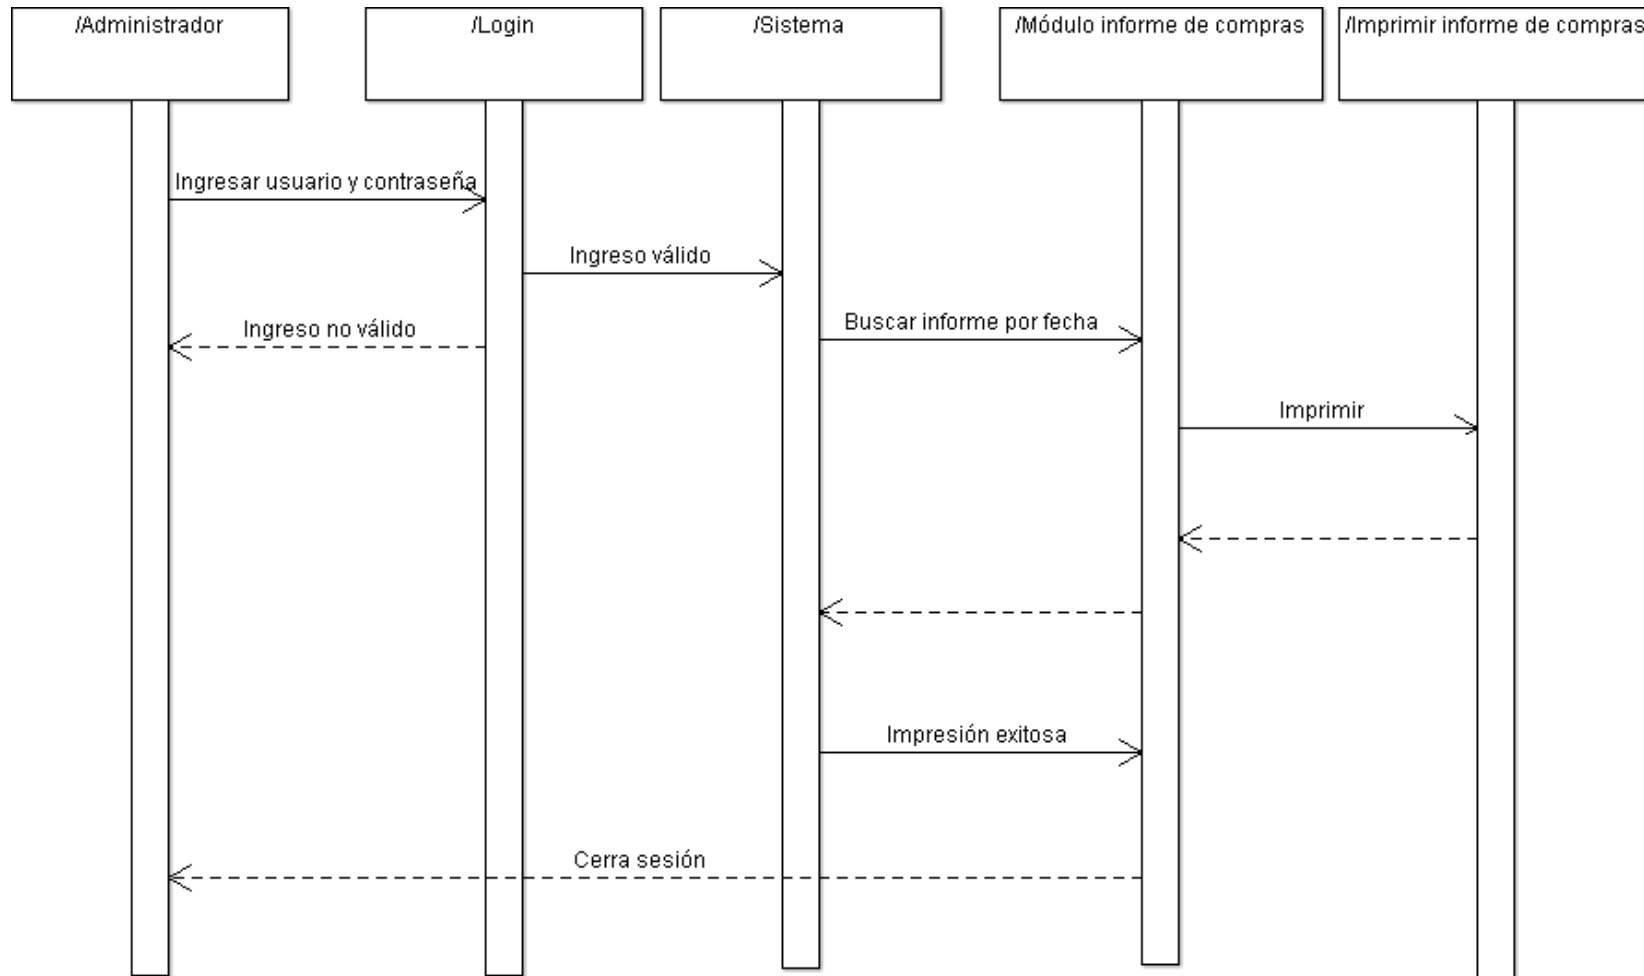 /Administrador
/Login
/Sistema
/Módulo informe de compras
/Imprimir informe de compras
Ingresar usuario y contraseña
Ingreso válido
Ingreso no válido
Buscar informe por fecha
Imprimir
Impresión exitosa
Cerra sesión